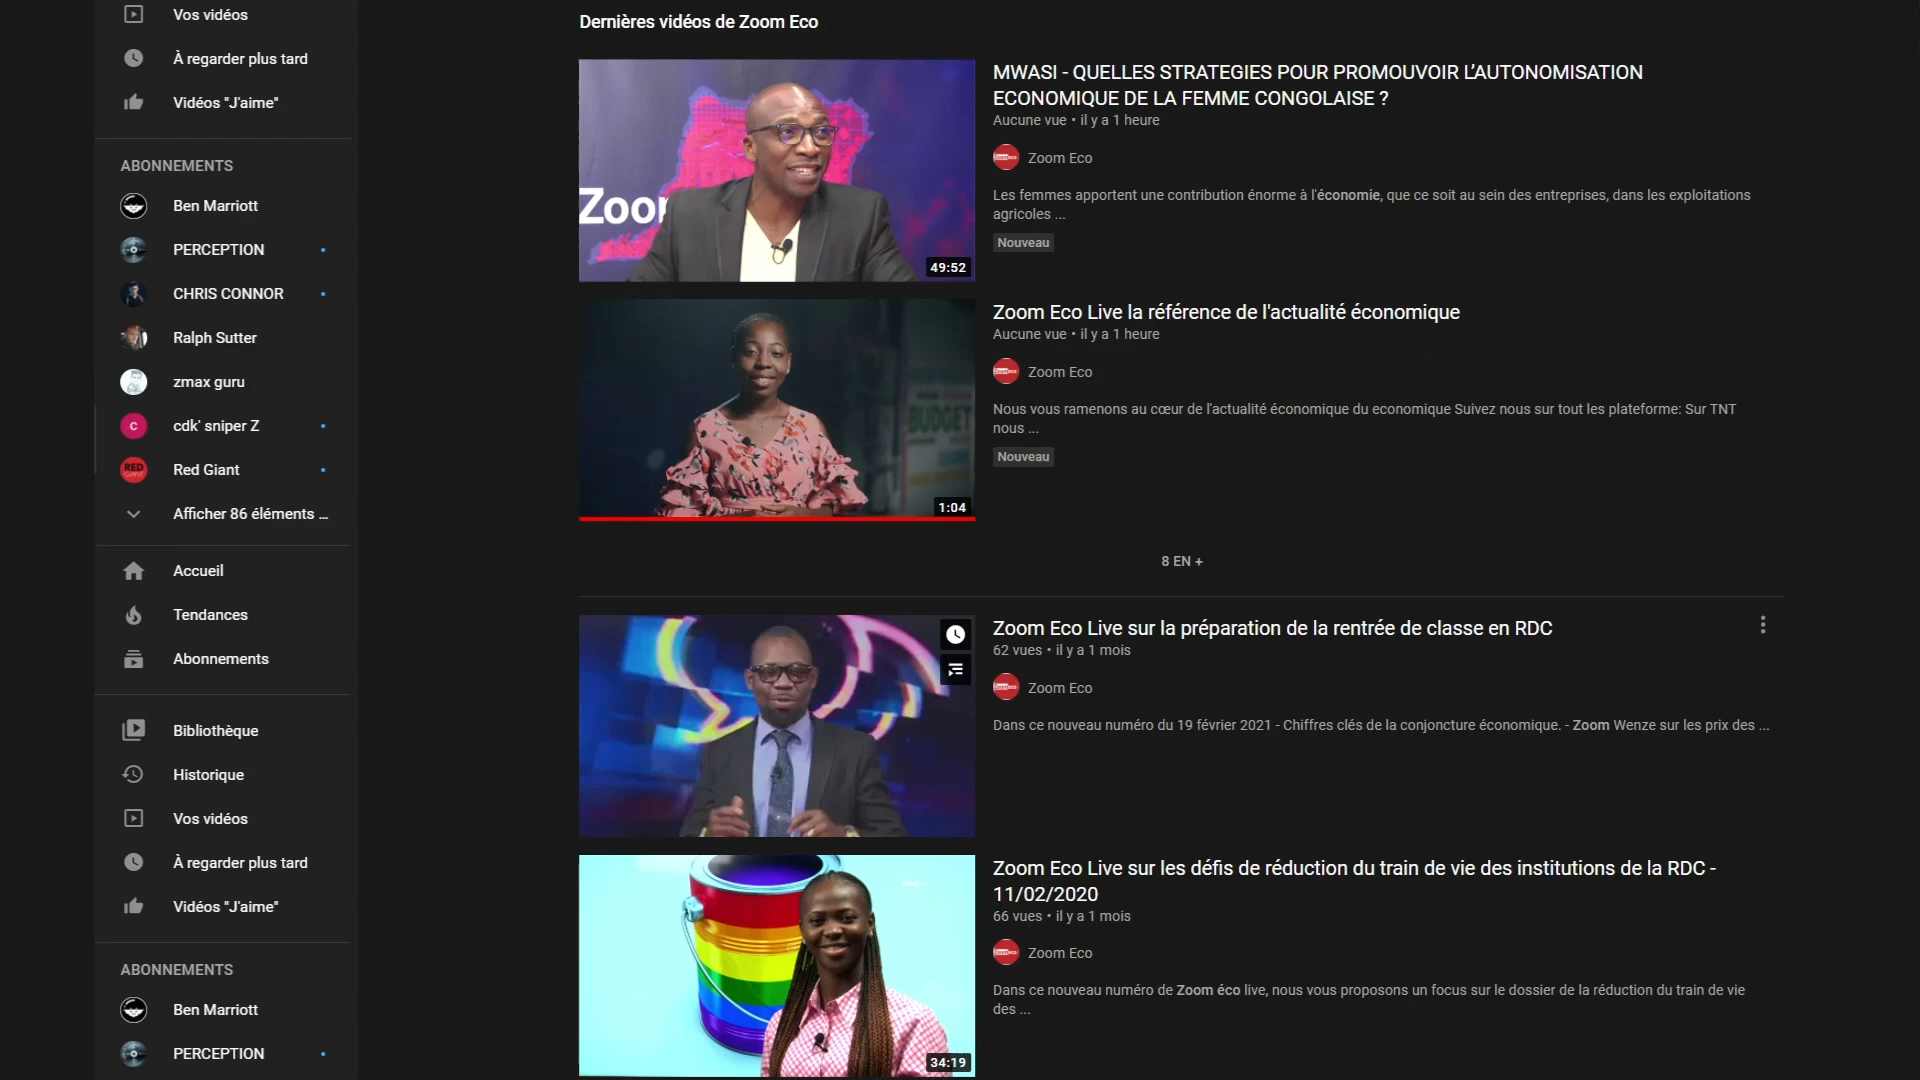 Vos vidéos
À regarder plus tard
Vidéos "J'aime"
ABONNEMENTS
Ben Marriott
PERCEPTION
CHRIS CONNOR
Ralph Sutter
zmax guru
C
cdk' sniper Z
RED
GIANT
Red Giant
Afficher 86 éléments ...
Accueil
Tendances
Abonnements
Bibliothèque
Historique
Vos vidéos
À regarder plus tard
Vidéos "J'aime"
ABONNEMENTS
Ben Marriott
PERCEPTION
Dernières vidéos de Zoom Eco
Zoom
49:52
MWASI - QUELLES STRATEGIES POUR PROMOUVOIR L'AUTONOMISATION
ECONOMIQUE DE LA FEMME CONGOLAISE ?
Aucune vue • il y a 1 heure
Zoom Eco
Les femmes apportent une contribution énorme à l'économie, que ce soit au sein des entreprises, dans les exploitations
agricoles ...
Nouveau
BUDGET
1:04
Zoom Eco Live la référence de l'actualité économique
Aucune vue • il y a 1 heure
Zoom Eco
Nous vous ramenons au cœur de l'actualité économique du economique Suivez nous sur tout les plateforme: Sur TNT
nous ...
Nouveau
8 EN +
Zoom Eco Live sur la préparation de la rentrée de classe en RDC
62 vues • il y a 1 mois
Zoom Eco
Dans ce nouveau numéro du 19 février 2021 - Chiffres clés de la conjoncture économique. - Zoom Wenze sur les prix des ...
34:19
Zoom Eco Live sur les défis de réduction du train de vie des institutions de la RDC -
11/02/2020
66 vues • il y a 1 mois
Zoom Eco
Dans ce nouveau numéro de Zoom éco live, nous vous proposons un focus sur le dossier de la réduction du train de vie
des ...